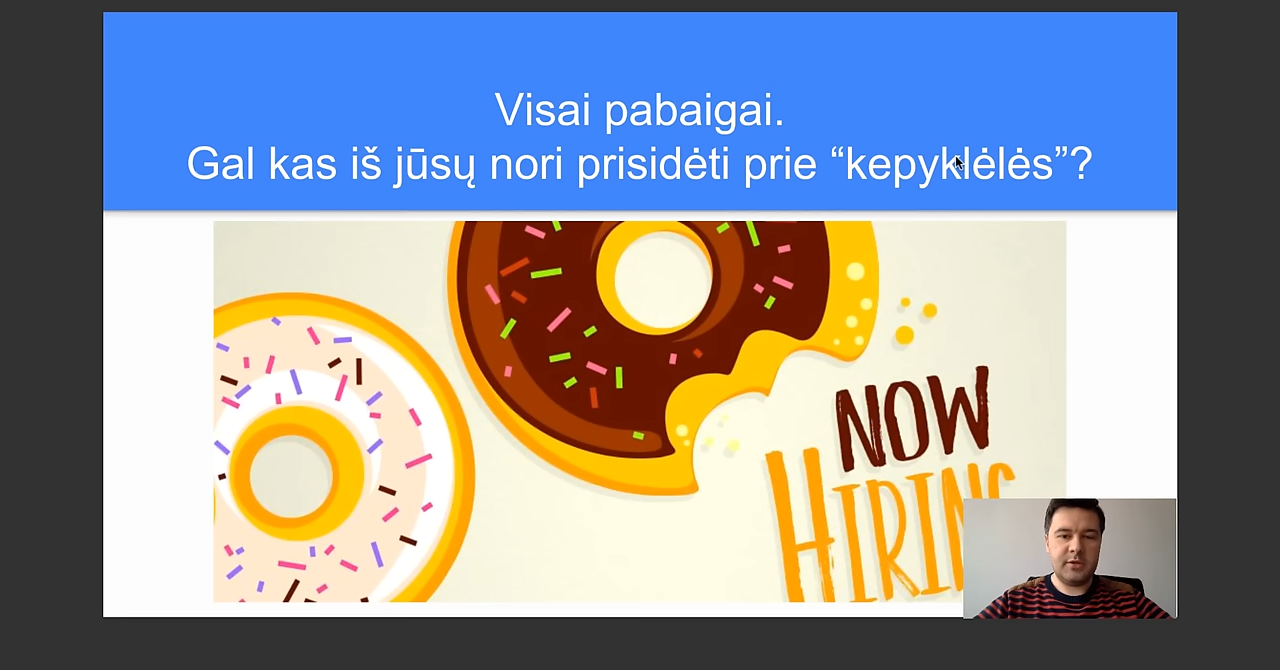 Visai pabaigai.
Gal kas iš jūsų nori prisidėti prie “kepyklėlės”?
NOW
HIRING